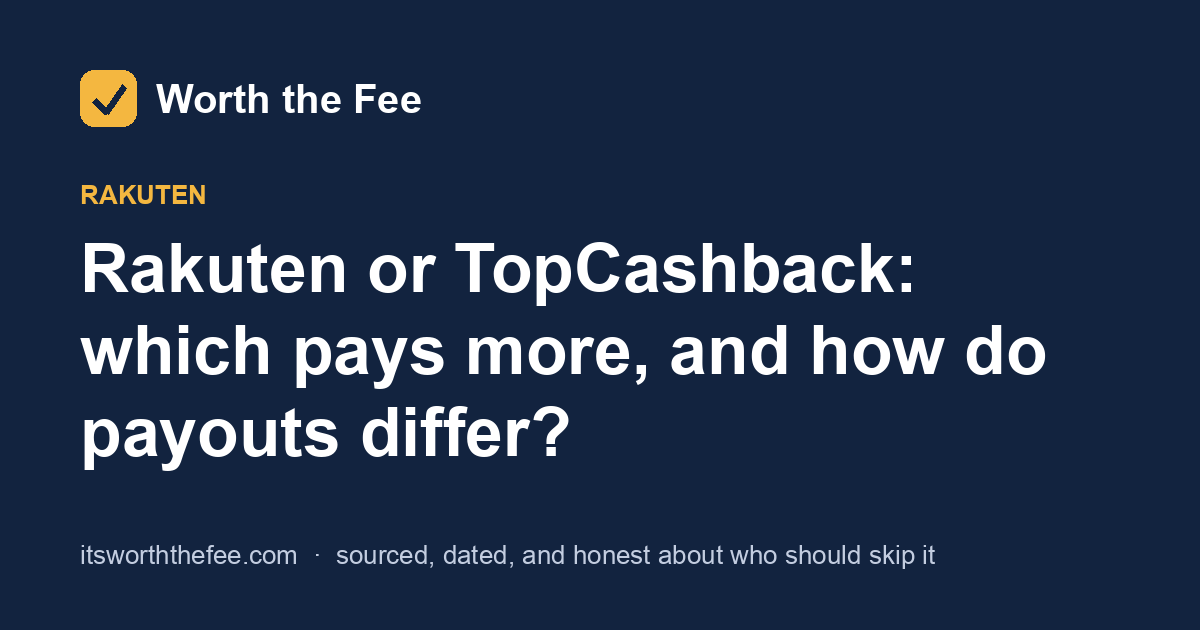 Worth the Fee
RAKUTEN
Rakuten or TopCashback:
which pays more, and how do
payouts differ?
itsworththefee.com · sourced, dated, and honest about who should skip it